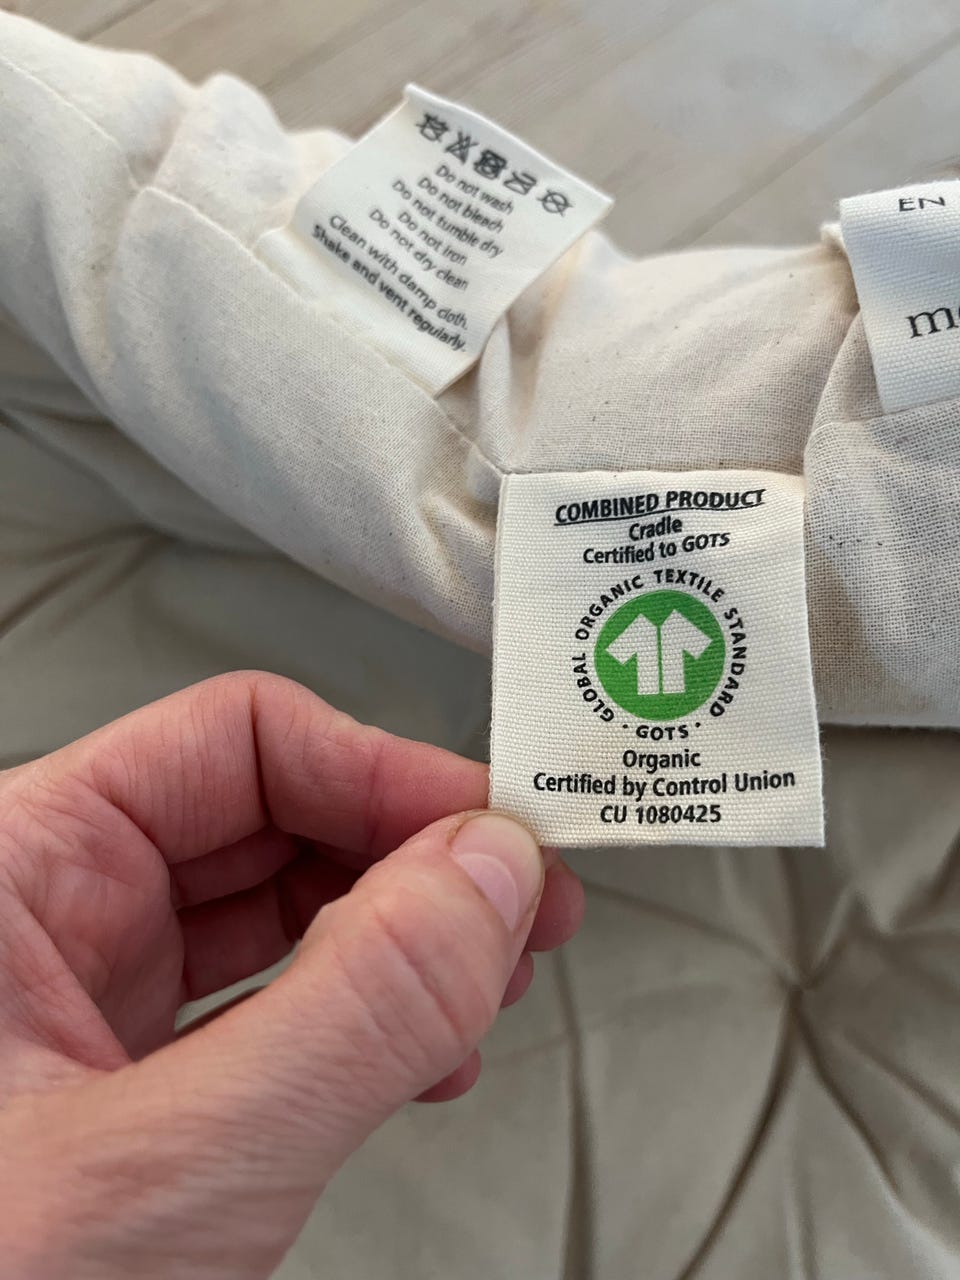 Do not wash
Do not bleach
Do not tumble dry
Do not iron
Do not dry clean
Clean with damp cloth.
Shake and vent regularly.
EN
COMBINED PRODUCT
Cradle
Certified to GOTS
GLOBAL ORGANIC TEXTILE STANDARD
· GOTS ·
Organic
Certified by Control Union
CU 1080425